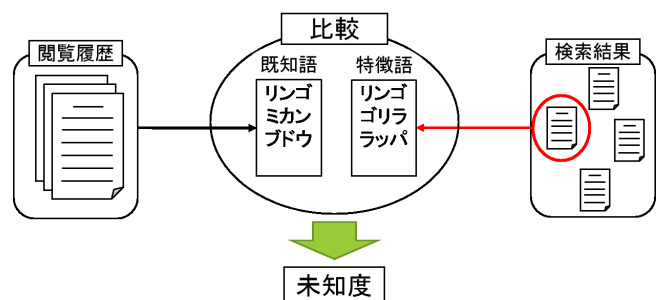 比較
閲覧履歴
検索結果
既知語
特徴語
リンゴ
ミカン
ブドウ
リンゴ
ゴリラ
ラッパ
未知度